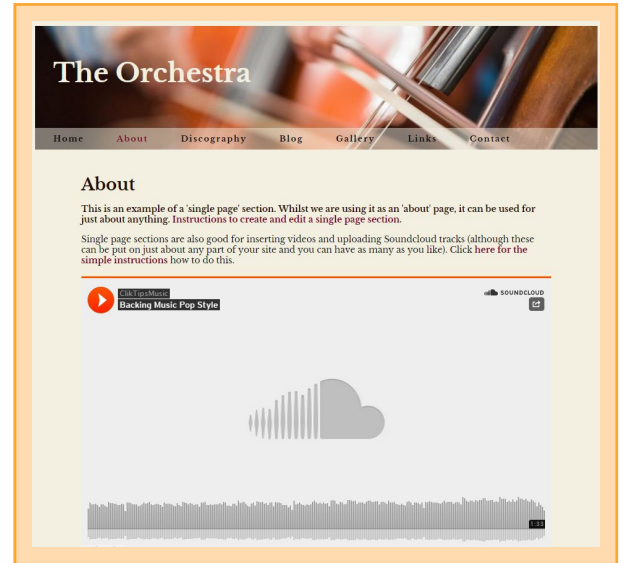 The Orchestra
Home About Discography Blog Gallery Links Contact
About
This is an example of a 'single page' section. Whilst we are using it as an 'about' page, it can be used for
just about anything. Instructions to create and edit a single page section.
Single page sections are also good for inserting videos and uploading Soundcloud tracks (although these
can be put on just about any part of your site and you can have as many as you like). Click here for the
simple instructions how to do this.
ClikTipsMusic
Backing Music Pop Style
SOUNDCLOUD
1:33